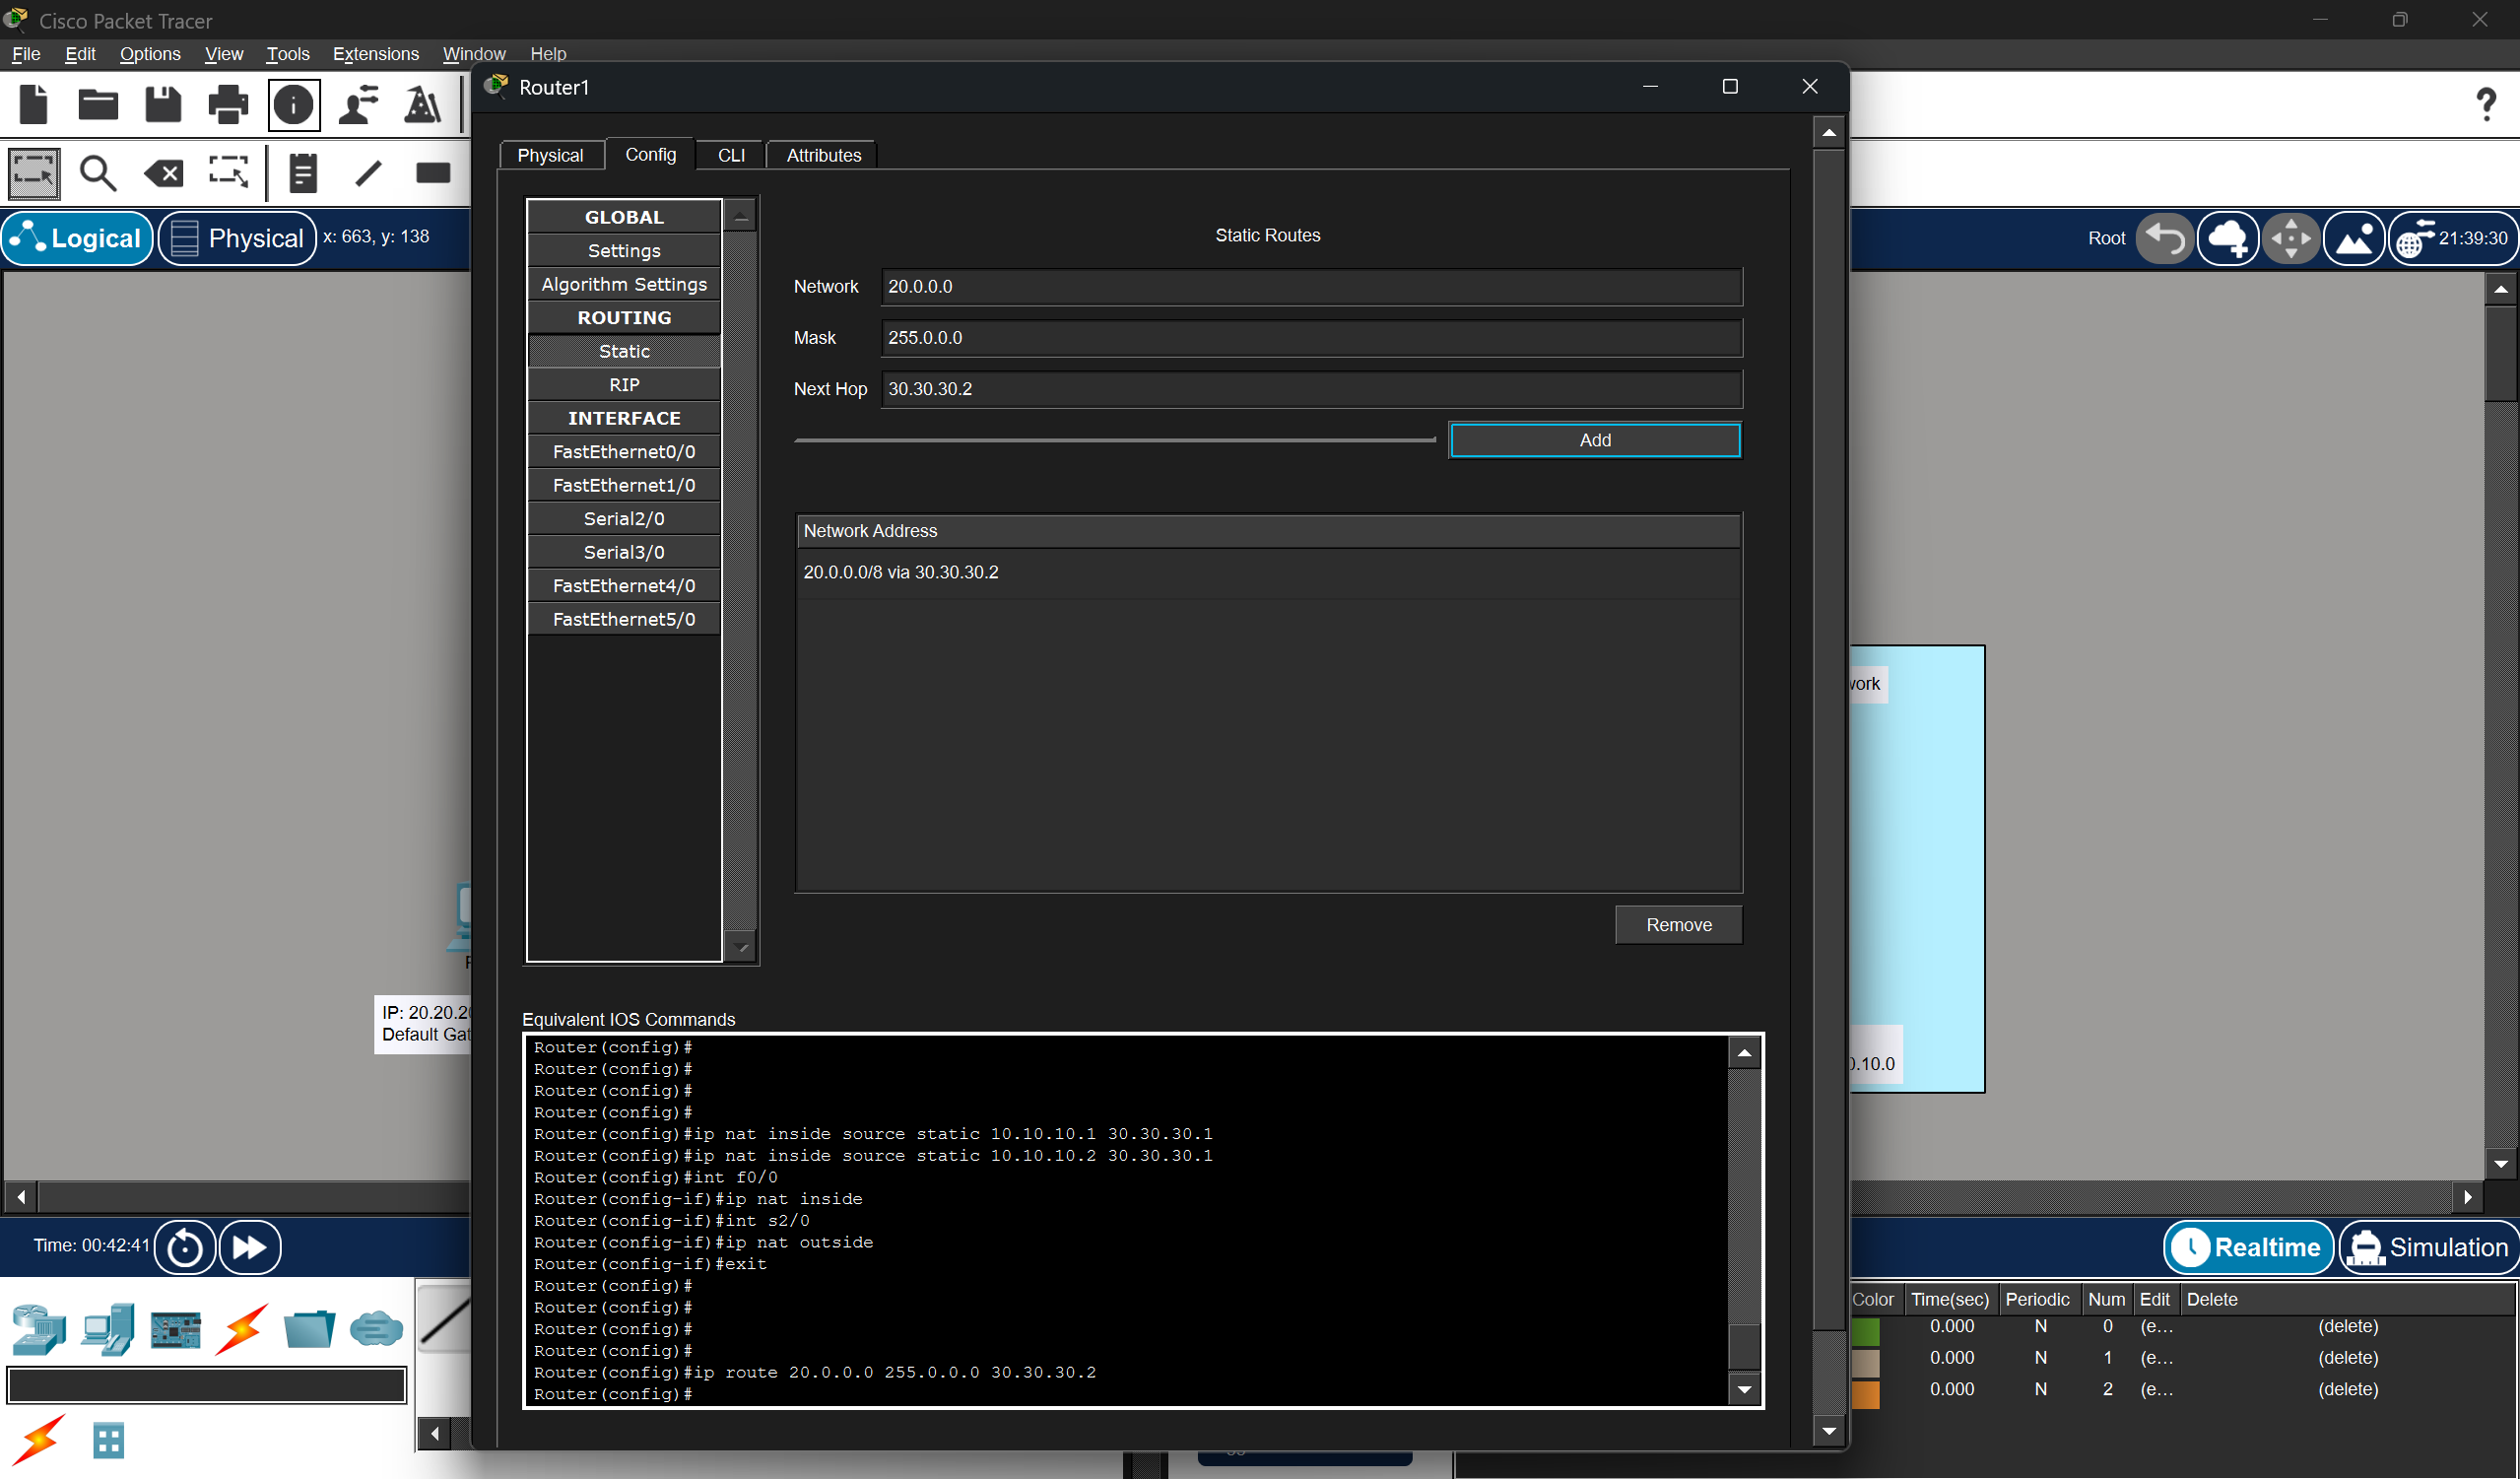 Cisco Packet Tracer
File Edit Options View Tools Extensions Window Help
Router1
Physical Config CLI Attributes
Logical Physical x: 663, y: 138
Root 21:39:30
GLOBAL
Settings
Algorithm Settings
ROUTING
Static
RIP
INTERFACE
FastEthernet0/0
FastEthernet1/0
Serial2/0
Serial3/0
FastEthernet4/0
FastEthernet5/0
Static Routes
Network 20.0.0.0
Mask 255.0.0.0
Next Hop 30.30.30.2
Add
Network Address
20.0.0.0/8 via 30.30.30.2
Remove
work
IP: 20.20.20
Default Gat
0.10.0
Equivalent IOS Commands
Router(config)#
Router(config)#
Router(config)#
Router(config)#
Router(config)#ip nat inside source static 10.10.10.1 30.30.30.1
Router(config)#ip nat inside source static 10.10.10.2 30.30.30.1
Router(config)#int f0/0
Router(config-if)#ip nat inside
Router(config-if)#int s2/0
Router(config-if)#ip nat outside
Router(config-if)#exit
Router(config)#
Router(config)#
Router(config)#
Router(config)#
Router(config)#ip route 20.0.0.0 255.0.0.0 30.30.30.2
Router(config)#
Time: 00:42:41
Realtime Simulation
Color Time(sec) Periodic Num Edit Delete
0.000 N 0 (e... (delete)
0.000 N 1 (e... (delete)
0.000 N 2 (e... (delete)